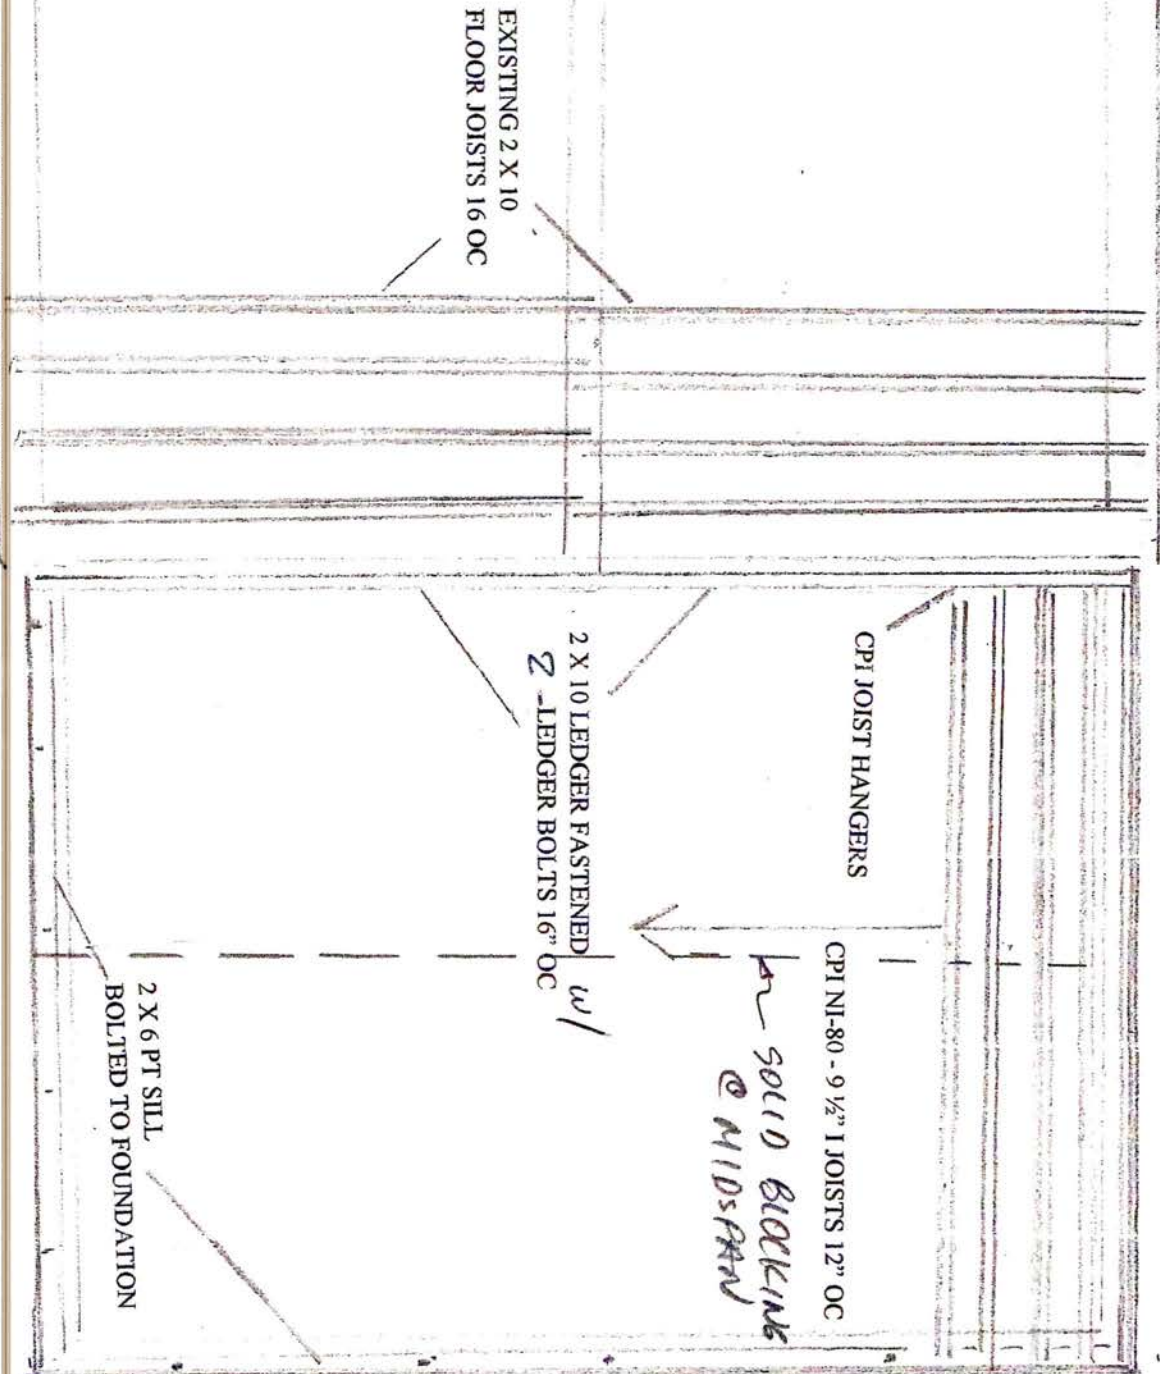 EXISTING 2 X 10
FLOOR JOISTS 16 OC
CPI JOIST HANGERS
CPI NI-80 - 9 ½" I JOISTS 12" OC
SOLID BLOCKING
@ MIDSPAN
2 X 10 LEDGER FASTENED w/
2 -LEDGER BOLTS 16" OC
2 X 6 PT SILL
BOLTED TO FOUNDATION